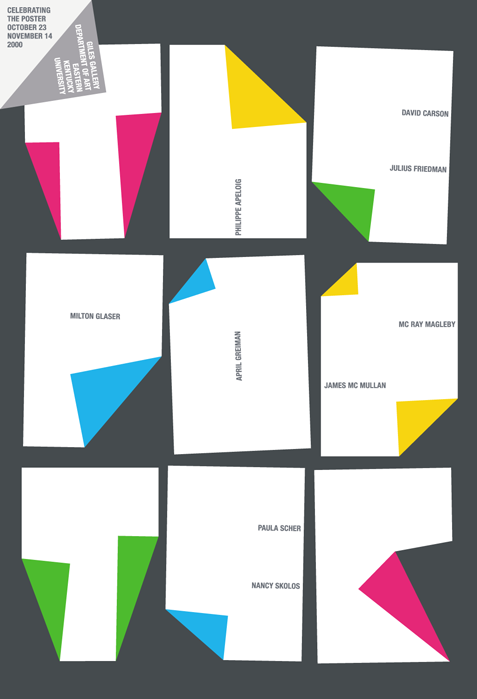 CELEBRATING
THE POSTER
OCTOBER 23
NOVEMBER 14
2000
GILES GALLERY
DEPARTMENT OF ART
EASTERN
KENTUCKY
UNIVERSITY
PHILIPPE APELOIG
DAVID CARSON
JULIUS FRIEDMAN
MILTON GLASER
APRIL GREIMAN
MC RAY MAGLEBY
JAMES MC MULLAN
PAULA SCHER
NANCY SKOLOS